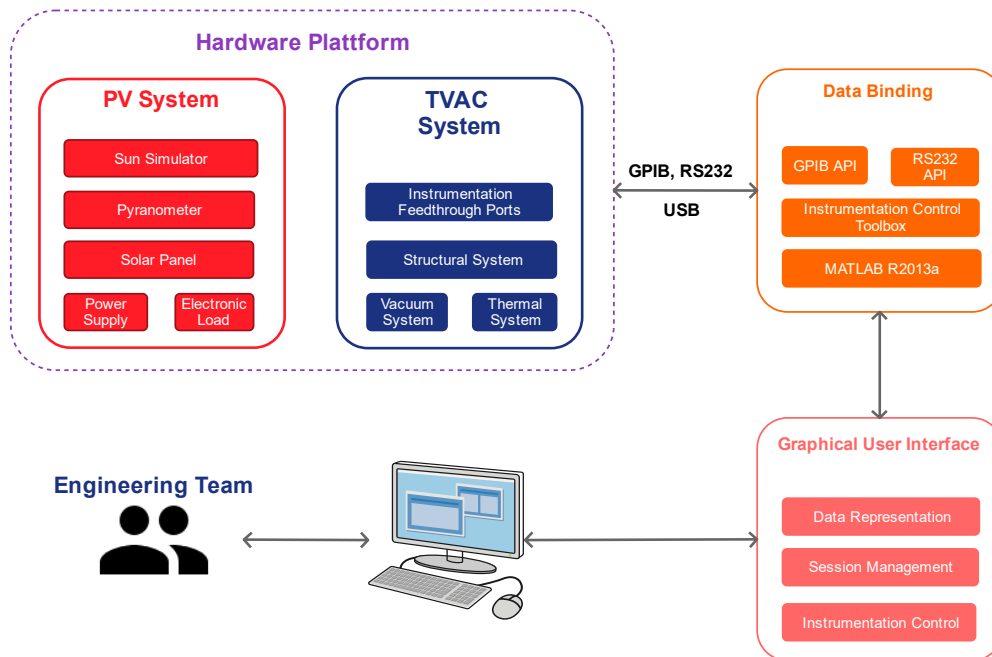 Hardware Plattform
PV System
Sun Simulator
Pyranometer
Solar Panel
Power
Supply
Electronic
Load
TVAC
System
Instrumentation
Feedthrough Ports
Structural System
Vacuum
System
Thermal
System
GPIB, RS232
USB
Data Binding
GPIB API
RS232
API
Instrumentation Control
Toolbox
MATLAB R2013a
Engineering Team
Graphical User Interface
Data Representation
Session Management
Instrumentation Control